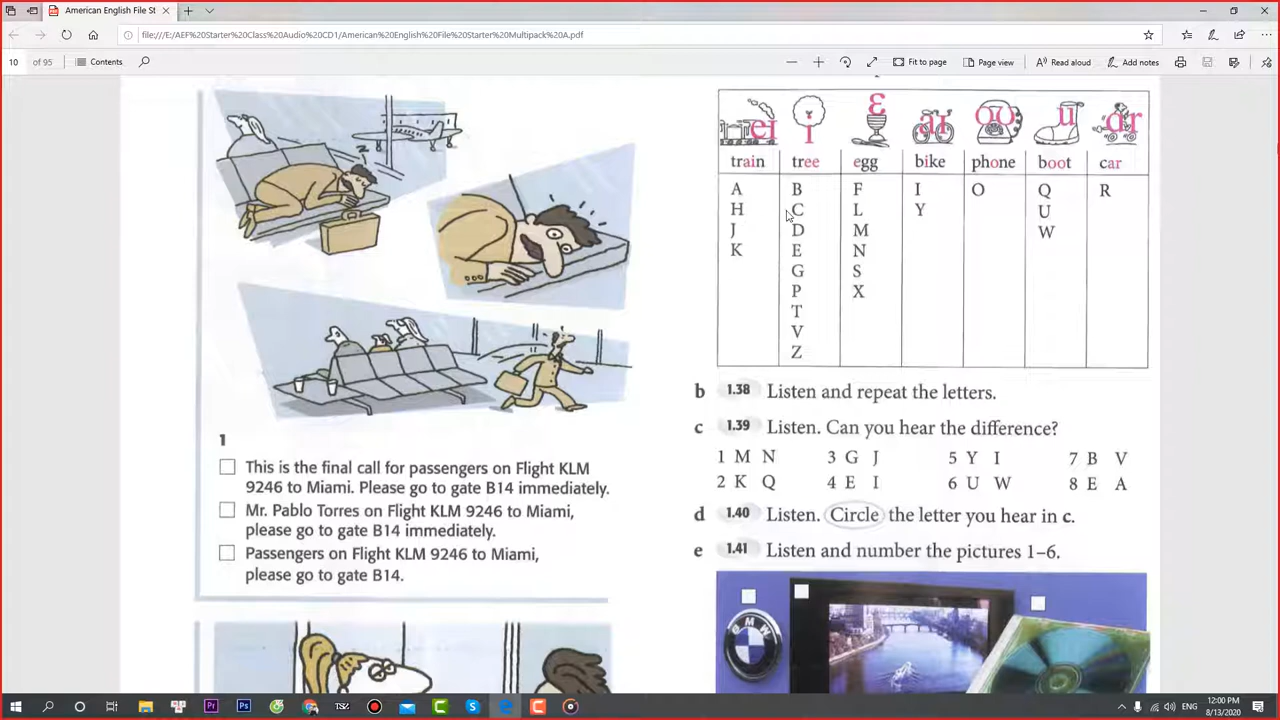 American English File St
file:///E:/AEF%20Starter%20Class%20Audio%20CD1/American%20English%20File%20Starter%20Multipack%20A.pdf
10 of 95 Contents Fit to page Page view Read aloud Add notes
z
1
This is the final call for passengers on Flight KLM
9246 to Miami. Please go to gate B14 immediately.
Mr. Pablo Torres on Flight KLM 9246 to Miami,
please go to gate B14 immediately.
Passengers on Flight KLM 9246 to Miami,
please go to gate B14.
eɪ i ɛ aɪ oʊ u ɑr
train tree egg bike phone boot car
A B F I O Q R
H C L Y U
J D M W
K E N
G S
P X
T
V
Z
b 1.38 Listen and repeat the letters.
c 1.39 Listen. Can you hear the difference?
1 M N 3 G J 5 Y I 7 B V
2 K Q 4 E I 6 U W 8 E A
d 1.40 Listen. Circle the letter you hear in c.
e 1.41 Listen and number the pictures 1–6.
BMW
ENG 12:00 PM
8/13/2020